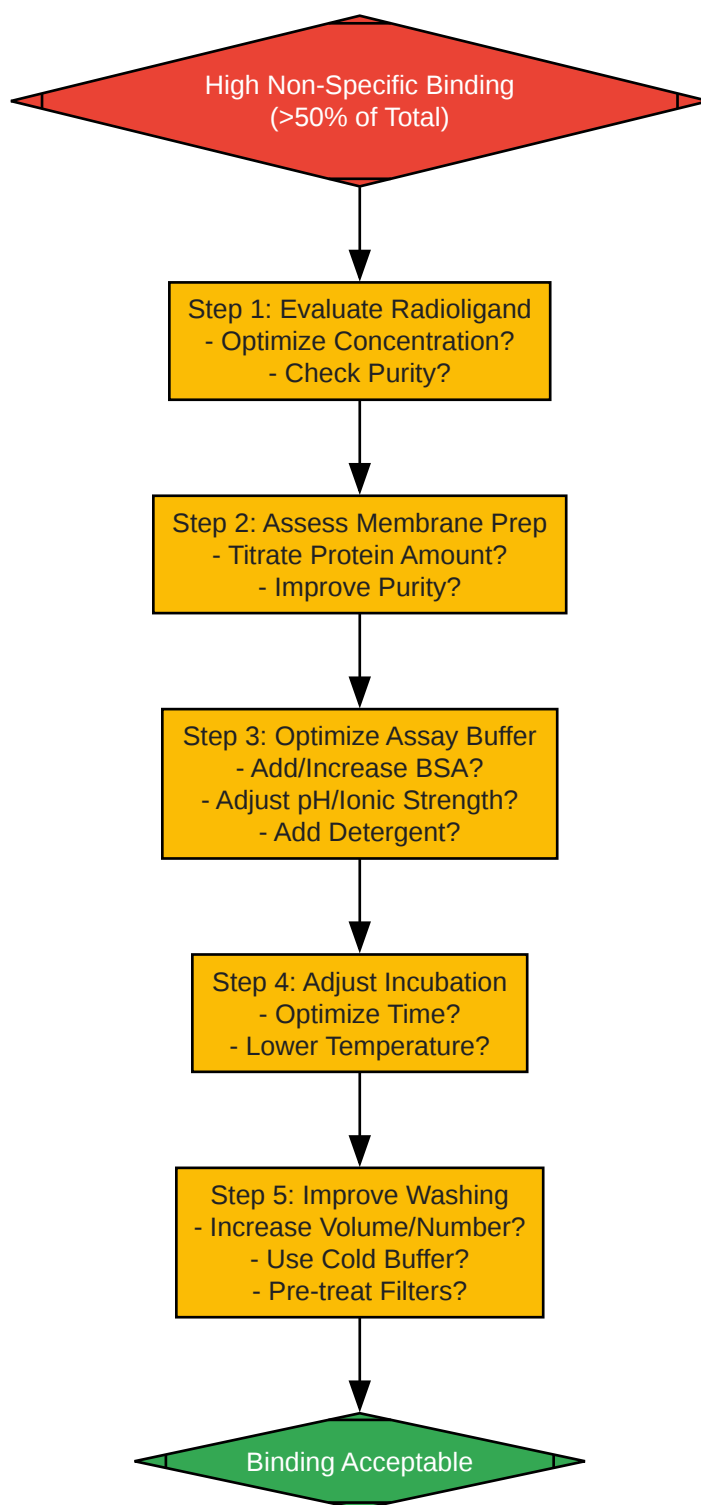 High Non-Specific Binding
(>50% of Total)
Step 1: Evaluate Radioligand
- Optimize Concentration?
- Check Purity?
Step 2: Assess Membrane Prep
- Titrate Protein Amount?
- Improve Purity?
Step 3: Optimize Assay Buffer
- Add/Increase BSA?
- Adjust pH/Ionic Strength?
- Add Detergent?
Step 4: Adjust Incubation
- Optimize Time?
- Lower Temperature?
Step 5: Improve Washing
- Increase Volume/Number?
- Use Cold Buffer?
- Pre-treat Filters?
Binding Acceptable